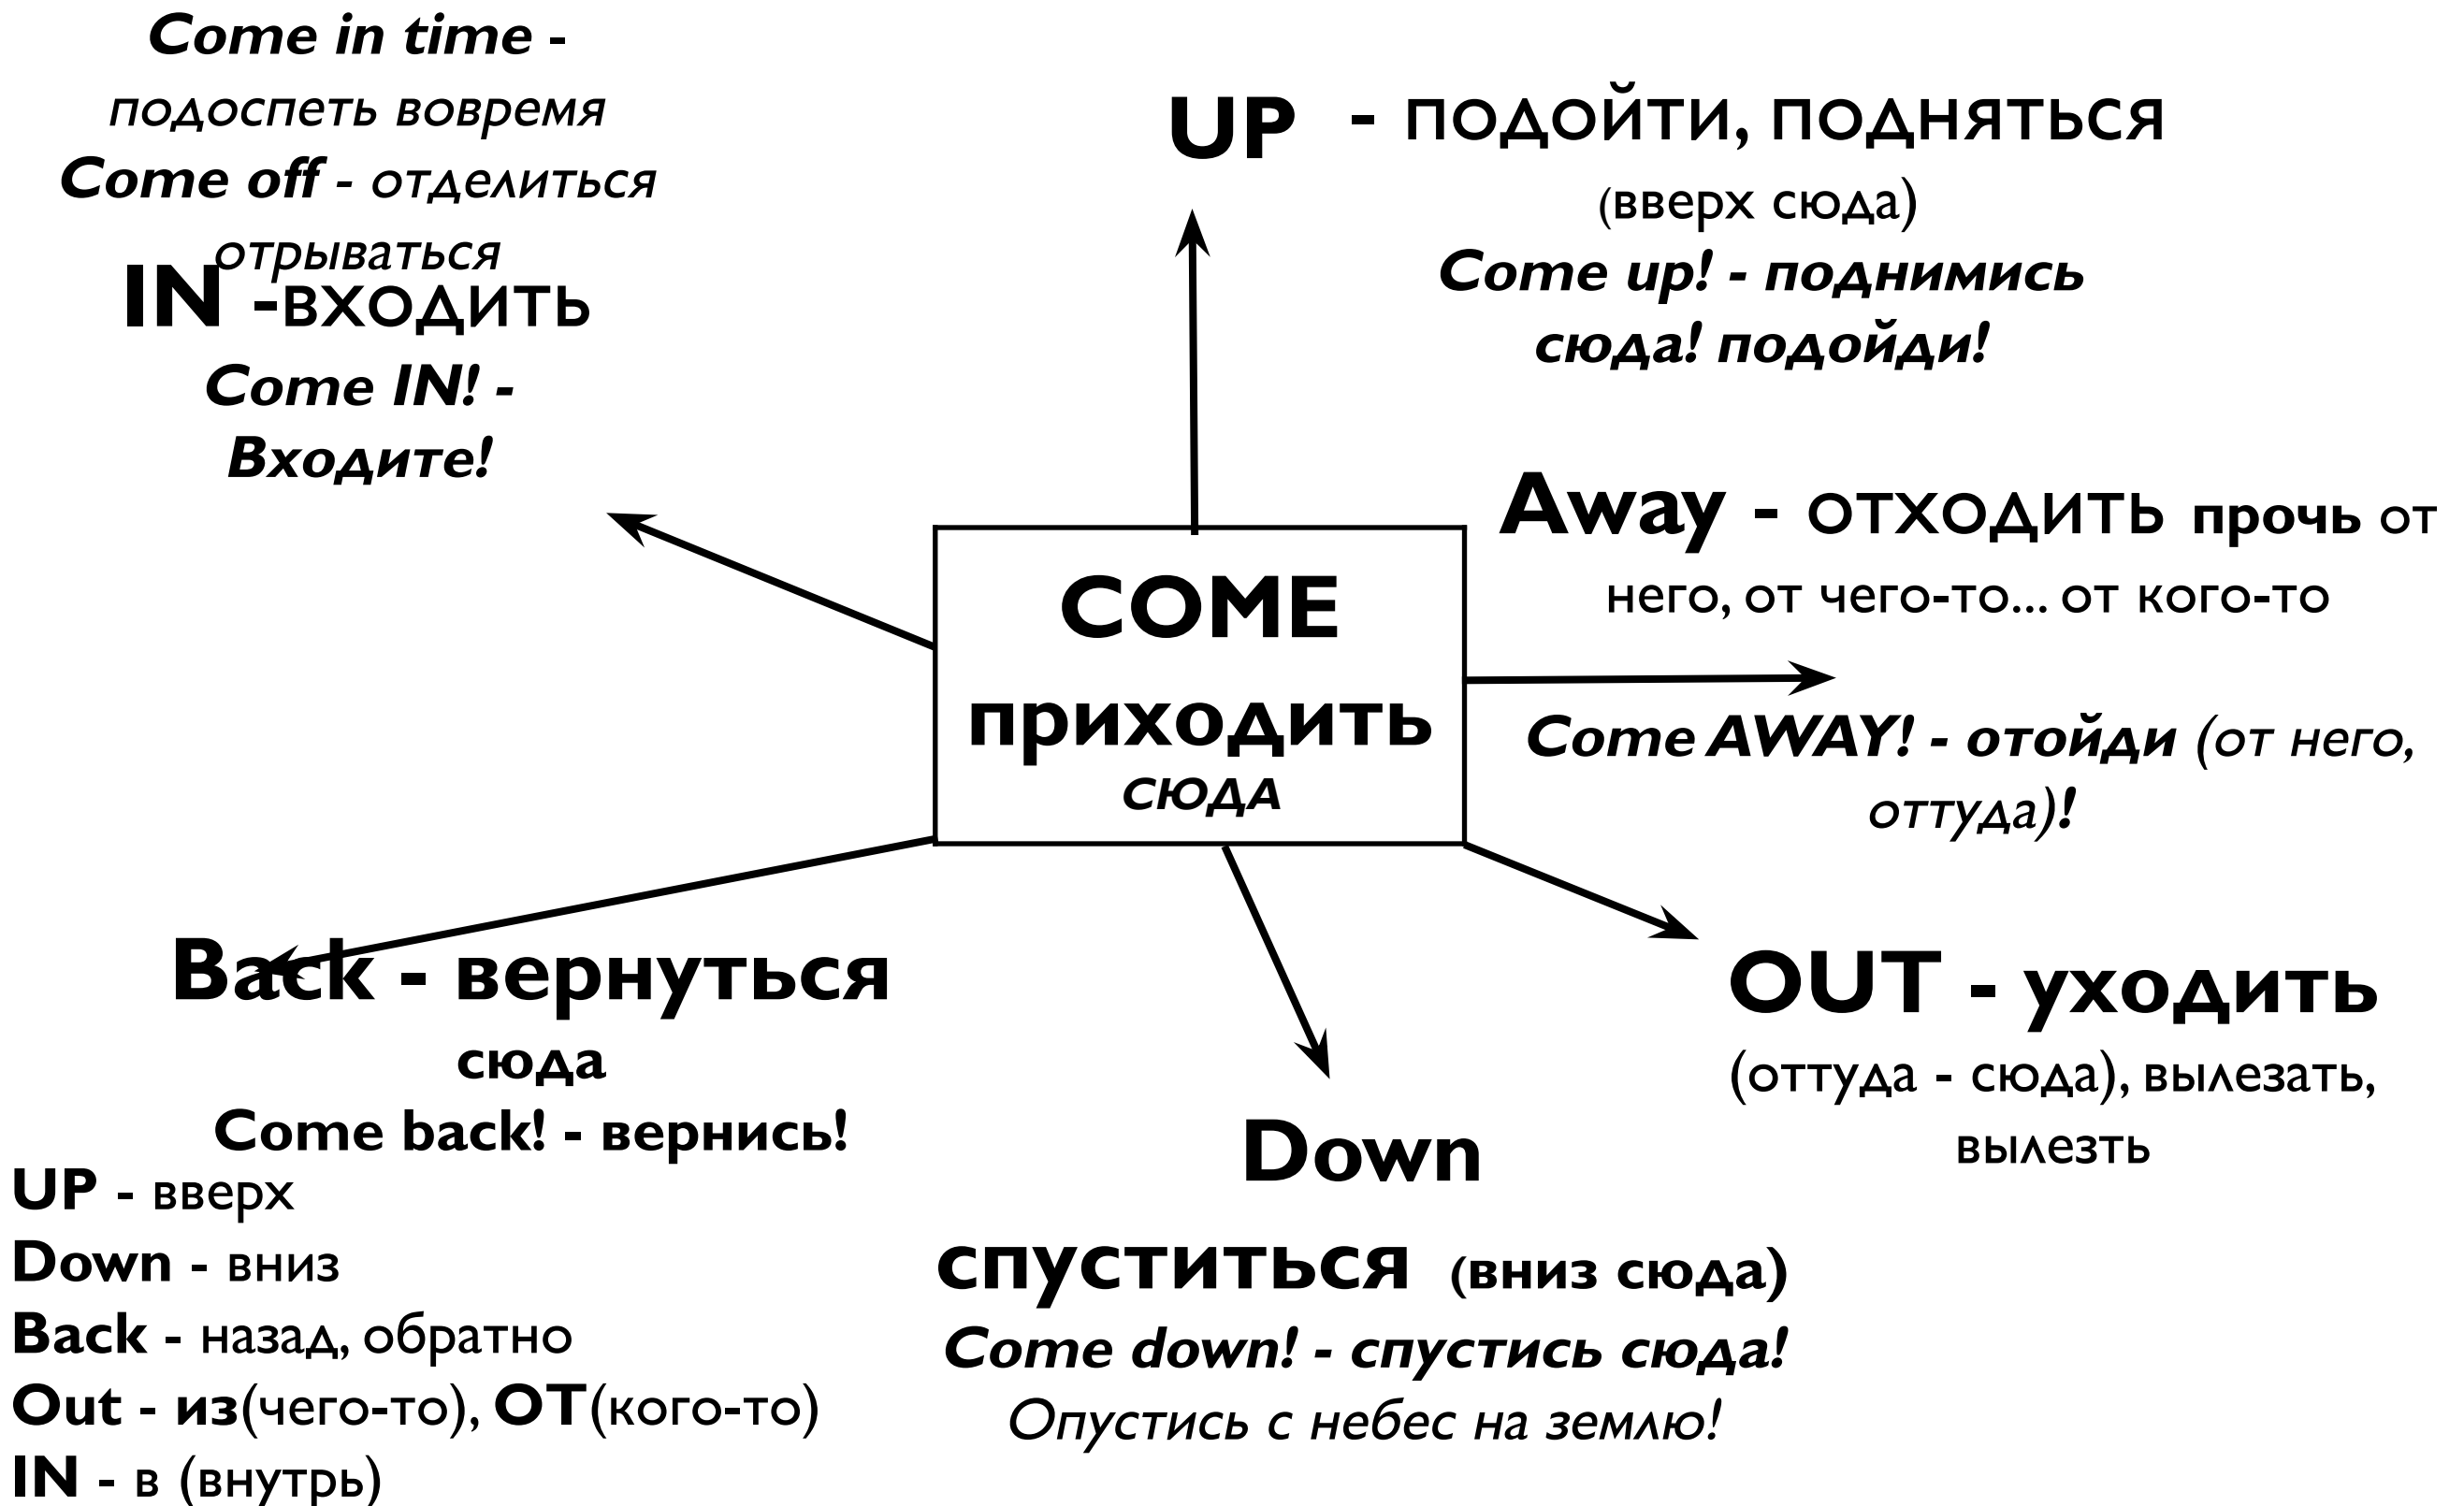 Come in time -
подоспеть вовремя
Come off - отделиться
отрываться
IN -входить
Come IN! -
Входите!
UP - подойти, подняться
(вверх сюда)
Come up! - поднимись
сюда! подойди!
Away - отходить прочь от
него, от чего-то... от кого-то
Come AWAY! - отойди (от него,
оттуда)!
COME
приходить
сюда
Back - вернуться
сюда
Come back! - вернись!
OUT - уходить
(оттуда - сюда), вылезать,
вылезть
Down
спуститься (вниз сюда)
Come down! - спустись сюда!
Опустись с небес на землю!
UP - вверх
Down - вниз
Back - назад, обратно
Out - из(чего-то), ОТ(кого-то)
IN - в (внутрь)